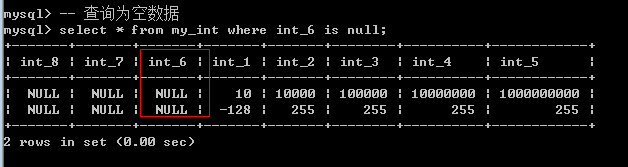 mysql> -- 查询为空数据
mysql> select * from my_int where int_6 is null;
+-------+-------+-------+-------+-------+--------+----------+------------+
| int_8 | int_7 | int_6 | int_1 | int_2 | int_3 | int_4 | int_5 |
+-------+-------+-------+-------+-------+--------+----------+------------+
| NULL | NULL | NULL | 10 | 10000 | 100000 | 10000000 | 1000000000 |
| NULL | NULL | NULL | -128 | 255 | 255 | 255 | 255 |
+-------+-------+-------+-------+-------+--------+----------+------------+
2 rows in set (0.00 sec)